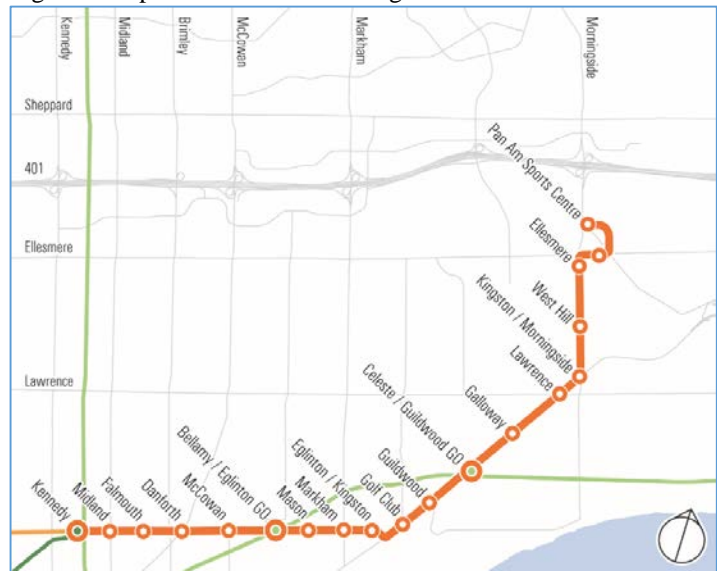 Kennedy
Midland
Brimley
McCowan
Markham
Morningside
Sheppard
401
Ellesmere
Lawrence
Kennedy
Midland
Falmouth
Danforth
McCowan
Bellamy / Eglinton GO
Mason
Markham
Eglinton / Kingston
Golf Club
Guildwood
Celeste / Guildwood GO
Galloway
Lawrence
Kingston / Morningside
West Hill
Ellesmere
Pan Am Sports Centre